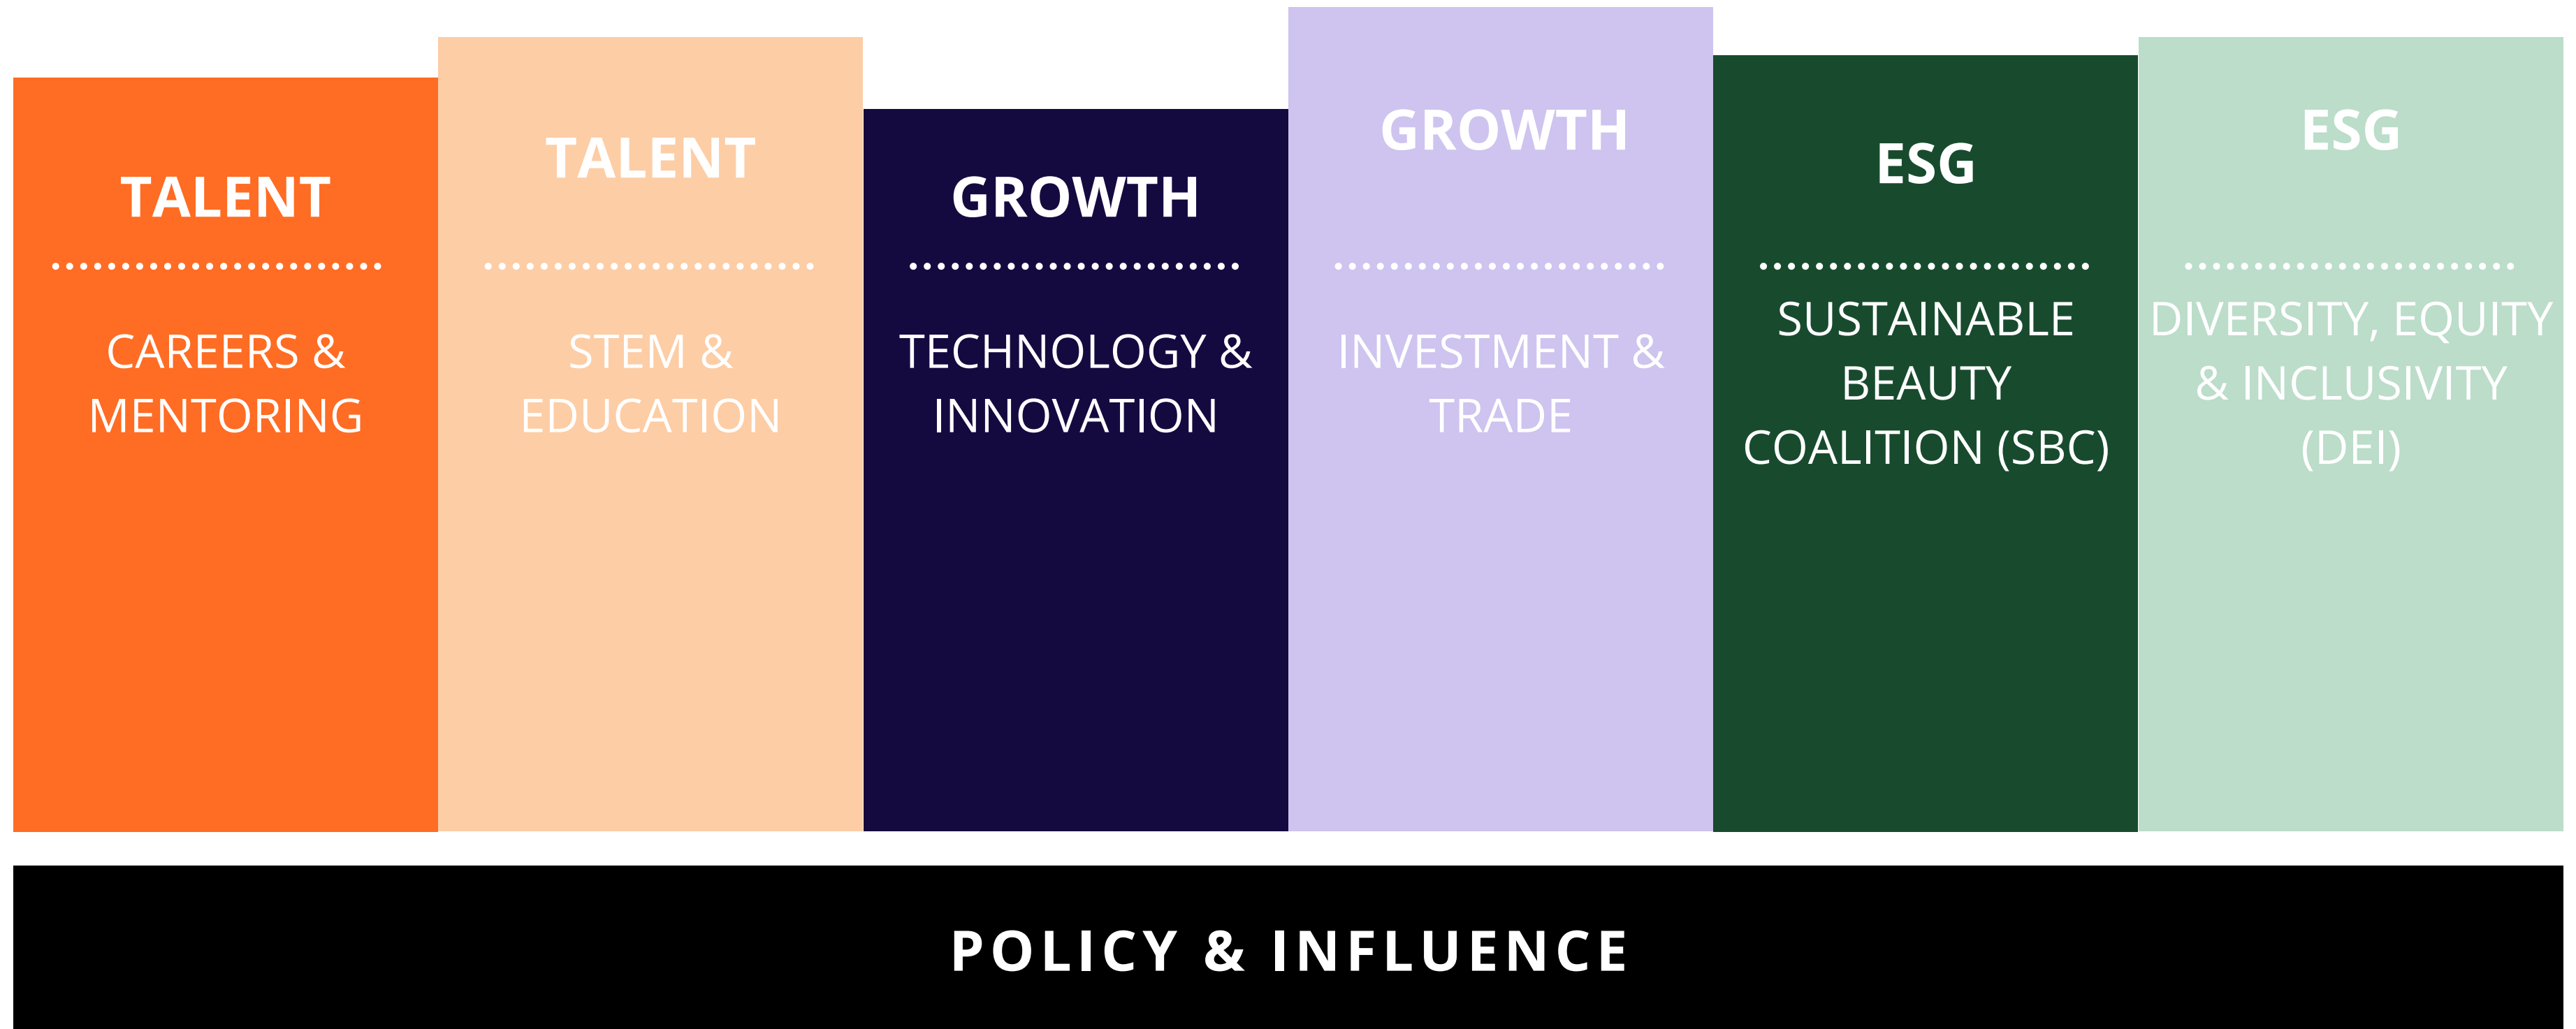 TALENT
CAREERS &
MENTORING
TALENT
STEM &
EDUCATION
GROWTH
TECHNOLOGY &
INNOVATION
GROWTH
INVESTMENT &
TRADE
ESG
SUSTAINABLE
BEAUTY
COALITION (SBC)
ESG
DIVERSITY, EQUITY
& INCLUSIVITY
(DEI)
POLICY & INFLUENCE